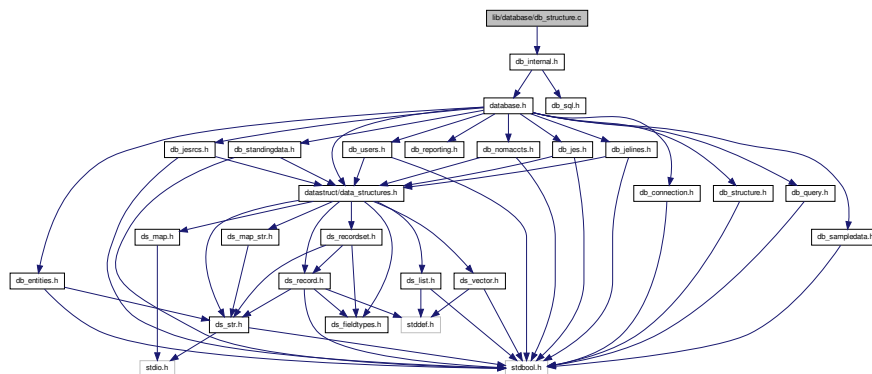 lib/database/db_structure.c
db_internal.h
database.h
db_sql.h
db_jesrcs.h
db_standingdata.h
db_users.h
db_reporting.h
db_nomaccts.h
db_jes.h
db_jelines.h
datastruct/data_structures.h
db_connection.h
db_structure.h
db_query.h
ds_map.h
ds_map_str.h
ds_recordset.h
db_sampledata.h
db_entities.h
ds_record.h
ds_list.h
ds_vector.h
ds_str.h
ds_fieldtypes.h
stddef.h
stdio.h
stdbool.h